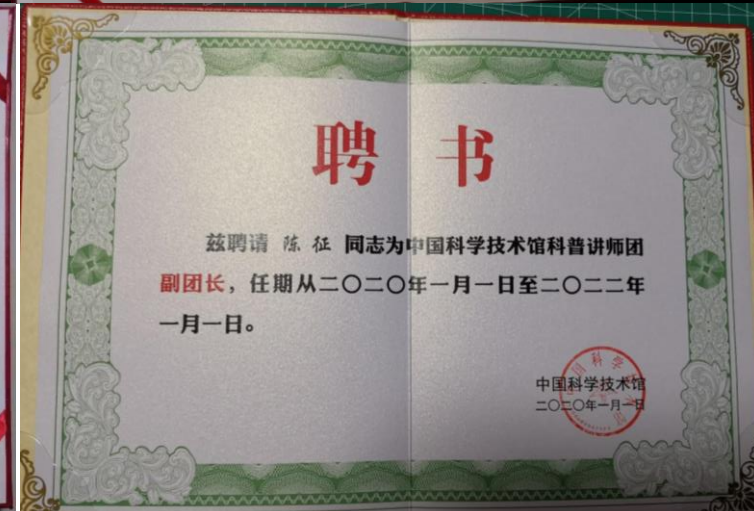 聘书
兹聘请 陈征 同志为中国科学技术馆科普讲师团
副团长，任期从二〇二〇年一月一日至二〇二二年
一月一日。
中国科学技术馆
二〇二〇年一月一日